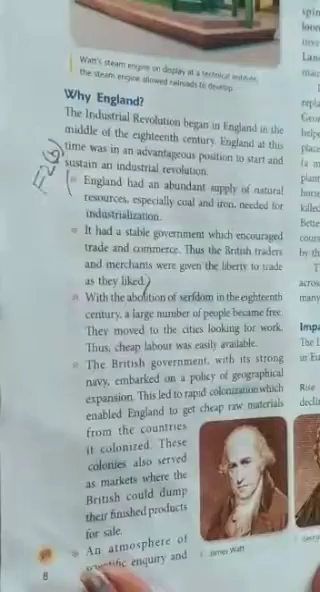 Watt's steam engine on display at a technical institute,
the steam engine allowed railroads to develop.
Why England?
The Industrial Revolution began in England in the
middle of the eighteenth century. England at this
time was in an advantageous position to start and
sustain an industrial revolution.
England had an abundant supply of natural
resources, especially coal and iron, needed for
industrialization.
It had a stable government which encouraged
trade and commerce. Thus the British traders
and merchants were given the liberty to trade
as they liked.
With the abolition of serfdom in the eighteenth
century, a large number of people became free.
They moved to the cities looking for work.
Thus, cheap labour was easily available.
The British government, with its strong
navy, embarked on a policy of geographical
expansion. This led to rapid colonization which
enabled England to get cheap raw materials
from the countries
it colonized. These
colonies also served
as markets where the
British could dump
their finished products
for sale.
An atmosphere of
scientific enquiry and
James Watt
8